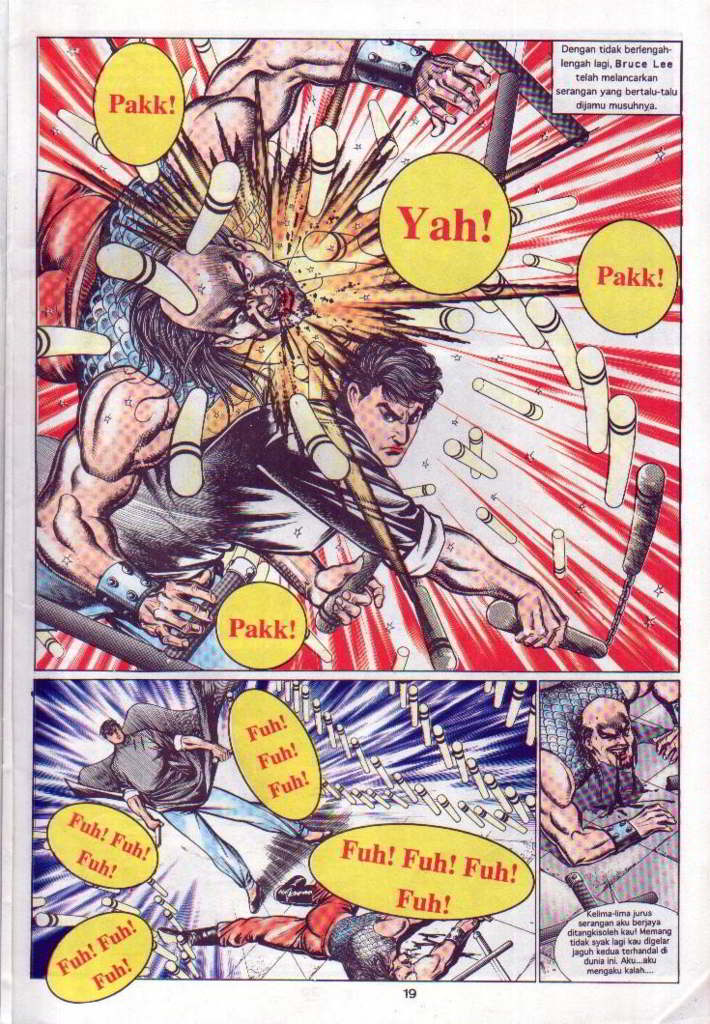 Dengan tidak berlengah-
lengah lagi, Bruce Lee
telah melancarkan
serangan yang bertalu-talu
dijamu musuhnya.
Pakk!
Yah!
Pakk!
Pakk!
Fuh!
Fuh!
Fuh!
Fuh! Fuh!
Fuh!
Fuh! Fuh! Fuh!
Fuh!
Fuh! Fuh!
Fuh!
Kelima-lima jurus
serangan aku berjaya
ditangkisoleh kau! Memang
tidak syak lagi kau digelar
jaguh kedua terhandal di
dunia ini. Aku...aku
mengaku kalah....
19